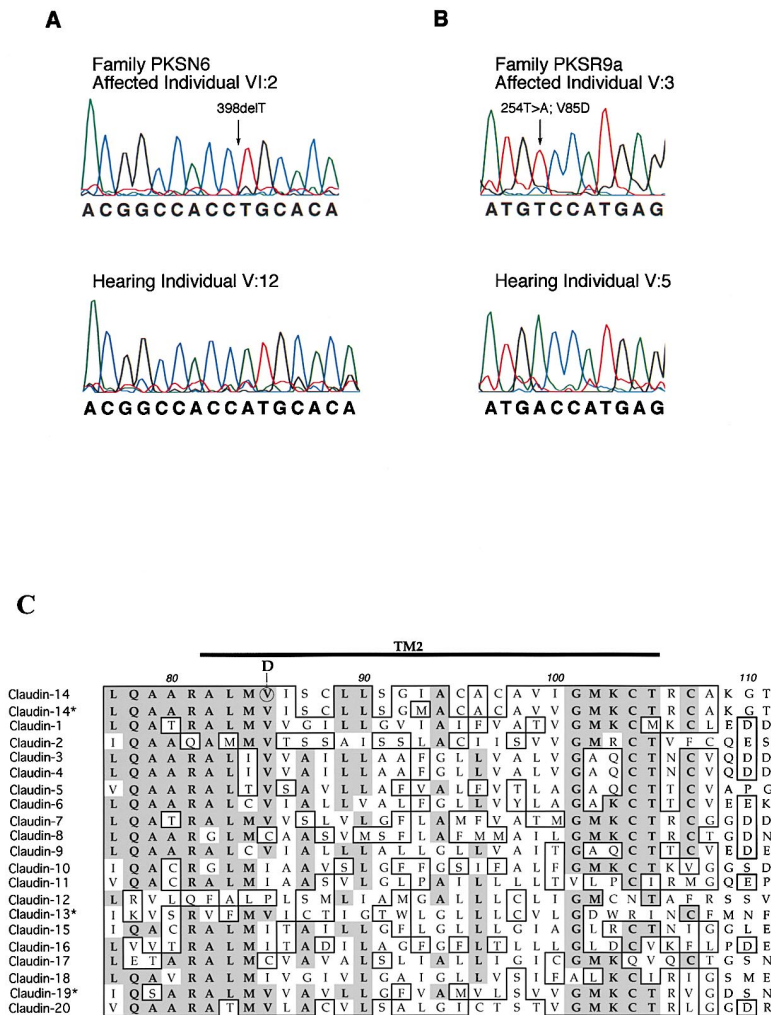 A
Family PKSN6
Affected Individual VI:2
398delT
ACGGCCACCTGCACA
Hearing Individual V:12
ACGGCCACCATGCACA
B
Family PKSR9a
Affected Individual V:3
254T>A; V85D
ATGTCCATGAG
Hearing Individual V:5
ATGACCATGAG
C
TM2
D
80 90 100 110
Claudin-14 L Q A A R A L M V I S C L L S G I A C A C A V I G M K C T R C A K G T
Claudin-14* L Q A A R A L M V I S C L L S G M A C A C A V V G M K C T R C A K G T
Claudin-1 L Q A T R A L M V V G I L L G V I A I F V A T V G M K C M K C L E D D
Claudin-2 I Q A A Q A M M V T S S A I S S L A C I I S V V G M R C T V F C Q E S
Claudin-3 L Q A A R A L I V V A I L L A A F G L L V A L V G A Q C T N C V Q D D
Claudin-4 L Q A A R A L I V I A I L L A A F G L L V A L V G A Q C T N C V Q D D
Claudin-5 V Q A A R A L T V S A V L L A F V A L F V T L A G A Q C T T C V A P G
Claudin-6 L Q A A R A L C V I A L L V A L F G L L V Y L A G A K C T T C V E E K
Claudin-7 L Q A T R A L M V V S L V L G F L A M F V A T M G M K C T R C G G D D
Claudin-8 L Q A A R G L M C A A S V M S F L A F M M A I L G M K C T R C T G D N
Claudin-9 L Q A A R A L C V I A L L L A L L G L L V A I T G A Q C T T C V E D E
Claudin-10 I Q A C R G L M I A A V S L G F F G S I F A L F G M K C T K V G G S D
Claudin-11 V Q A C R A L M I A A S V L G L P A I L L L L T V L P C I R M G Q E P
Claudin-12 L R V L Q F A L P L S M L I A M G A L L L C L I G M C N T A F R S S V
Claudin-13* I K V S R V F M V I C T I G T W L G L L L C V L G D W R I N C F M N F
Claudin-15 I Q A C R A L M I T A I L L G F L G L L L G I A G L R C T N I G G L E
Claudin-16 L V V T R A L M I T A D I L A G F G F L T L L L G L D C V K F L P D E
Claudin-17 L E T A R A L M C V A V A L S L I A L L I G I C G M K Q V Q C T G S N
Claudin-18 L Q A V R A L M I V G I V L G A I G L L V S I F A L K C I R I G S M E
Claudin-19* I Q S A R A L M V V A V L L G F V A M V L S V V G M K C T R V G D S N
Claudin-20 V Q A A R A T M V L A C V L S A L G I C T S T V G M K C T R L G G D R